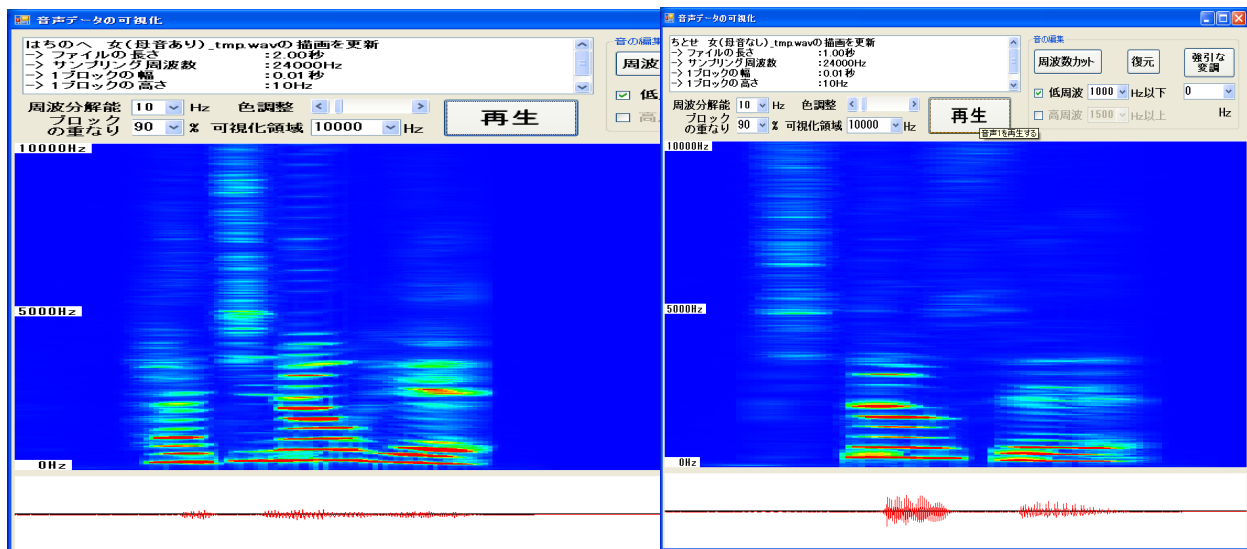 音声データの可視化
はちのへ 女(母音あり)_tmp.wavの描画を更新
-> ファイルの長さ :2.00秒
-> サンプリング周波数 :24000Hz
-> 1ブロックの幅 :0.01秒
-> 1ブロックの高さ :10Hz
音の編集
周波
低
高
周波分解能 10 Hz 色調整
ブロックの重なり 90 % 可視化領域 10000 Hz
再生
10000Hz
5000Hz
0Hz
音声データの可視化
ちとせ 女(母音なし)_tmp.wavの描画を更新
-> ファイルの長さ :1.00秒
-> サンプリング周波数 :24000Hz
-> 1ブロックの幅 :0.01秒
-> 1ブロックの高さ :10Hz
音の編集
周波数カット 復元 強引な変調
低周波 1000 Hz以下 0
高周波 1500 Hz以上 Hz
周波分解能 10 Hz 色調整
ブロックの重なり 90 % 可視化領域 10000 Hz
再生
音声1を再生する
10000Hz
5000Hz
0Hz